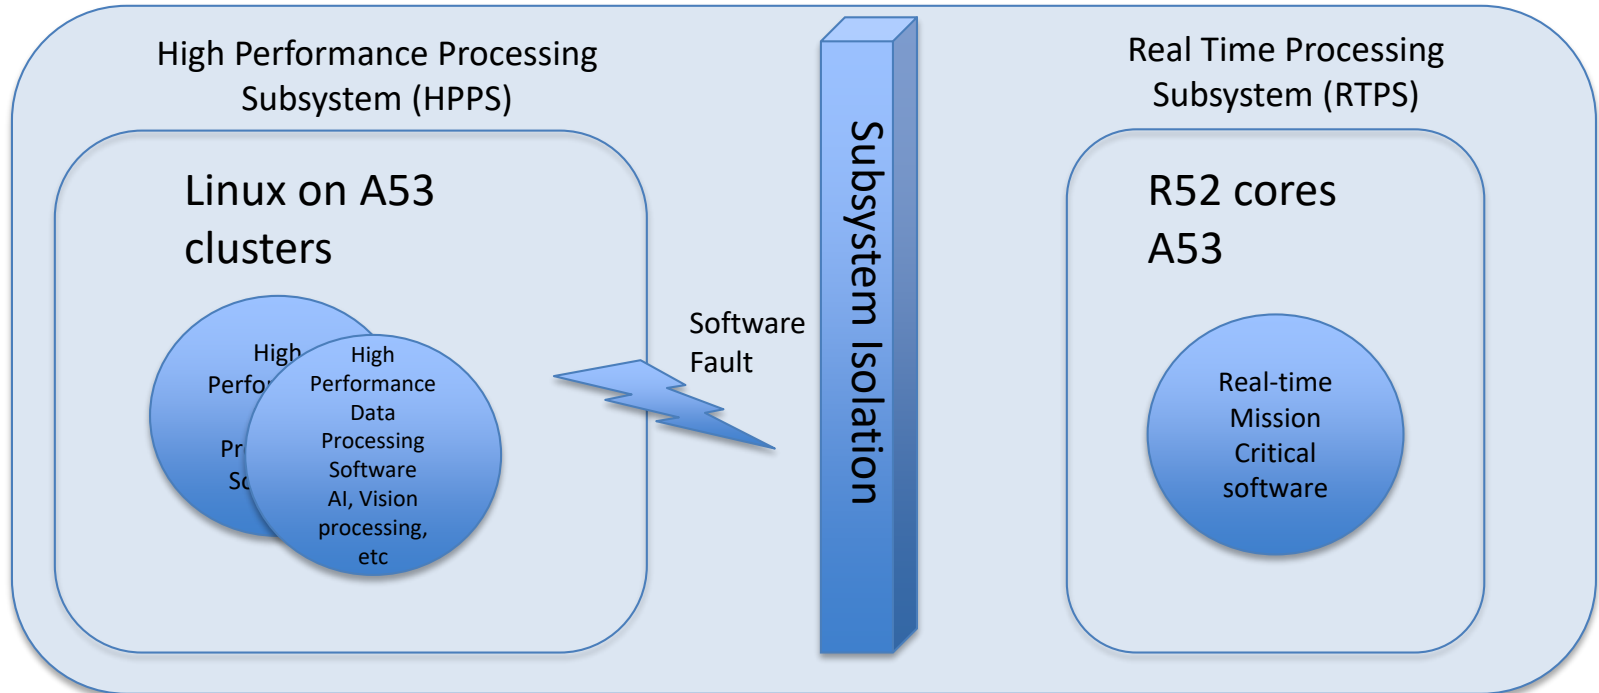 High Performance Processing
Subsystem (HPPS)
Real Time Processing
Subsystem (RTPS)
Linux on A53
clusters
High
High
Performance
Data
Processing
Software
AI, Vision
processing,
etc
Software
Fault
Subsystem Isolation
R52 cores
A53
Real-time
Mission
Critical
software